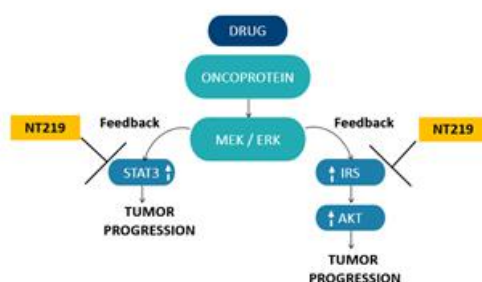 DRUG
ONCOPROTEIN
NT219
Feedback
Feedback
NT219
MEK / ERK
STAT3
IRS
TUMOR
PROGRESSION
AKT
TUMOR
PROGRESSION